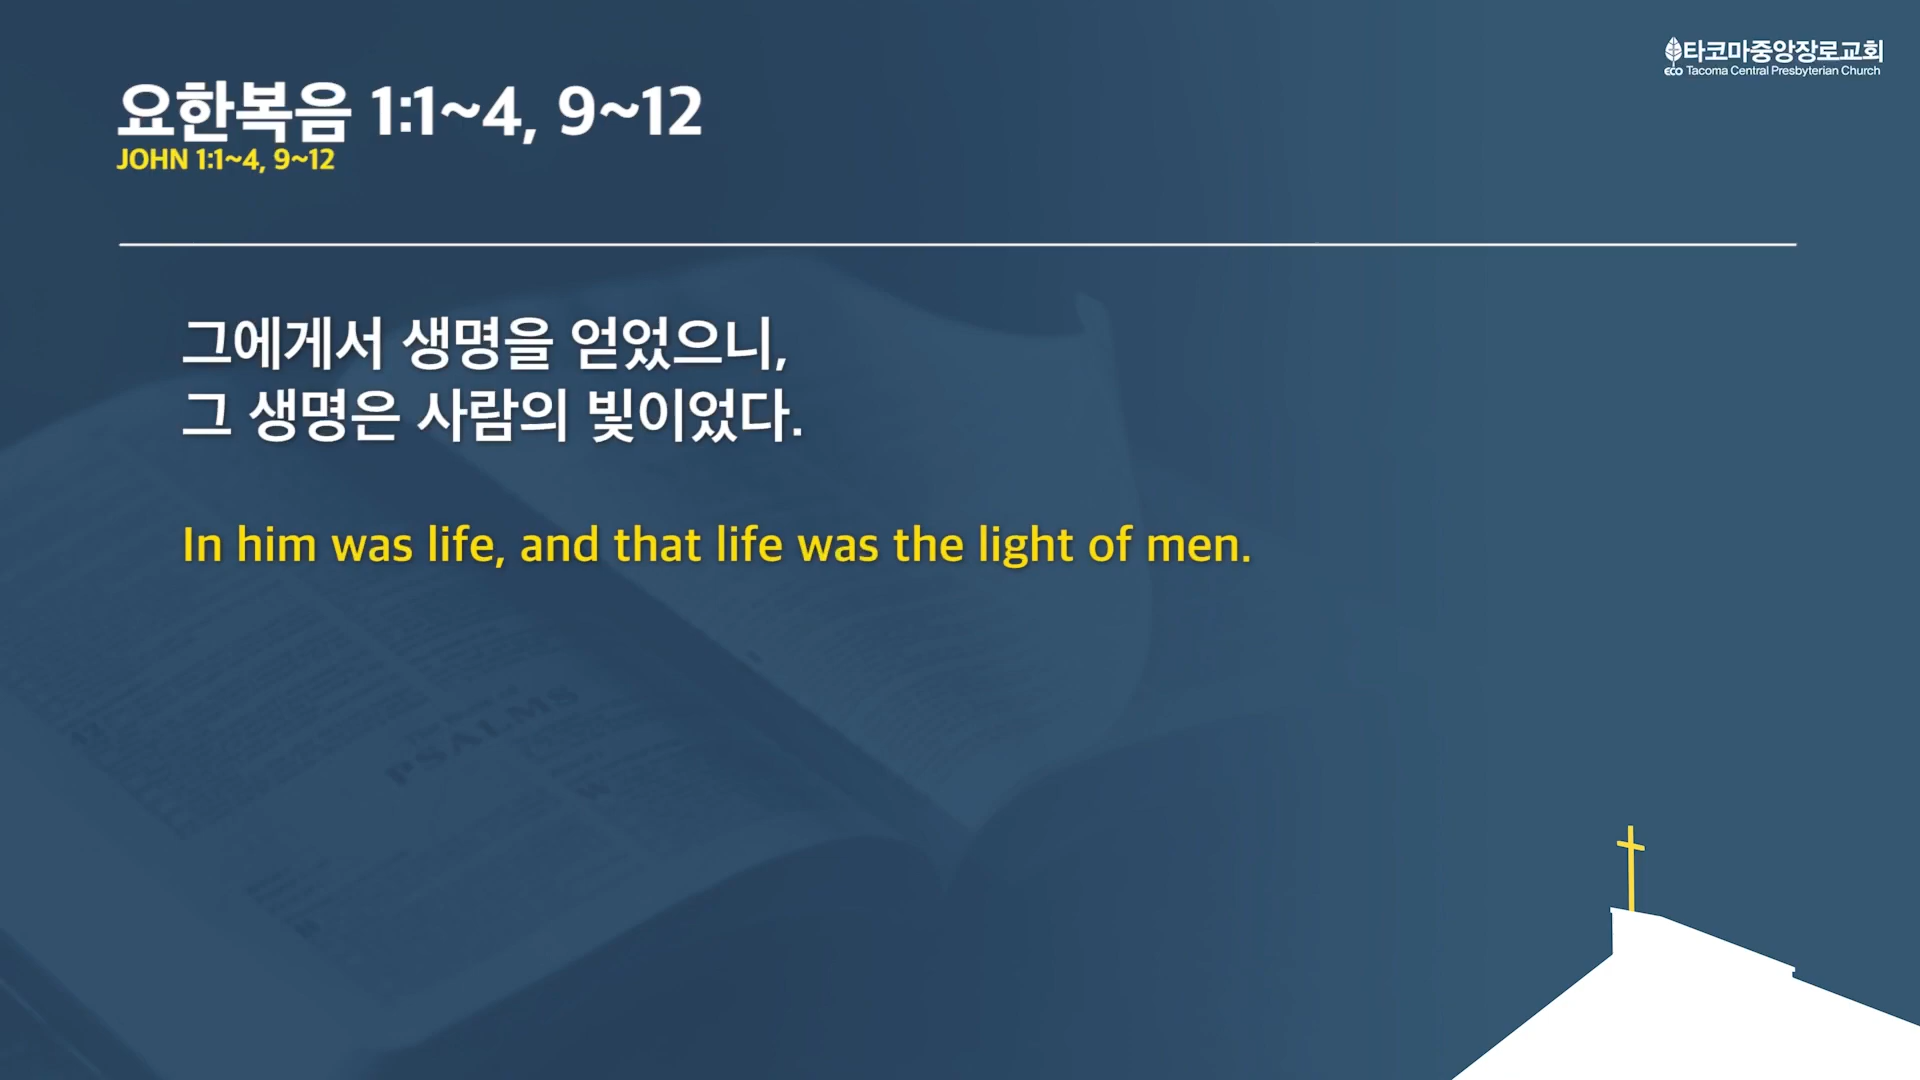 타코마중앙장로교회
ECO Tacoma Central Presbyterian Church
요한복음 1:1~4, 9~12
JOHN 1:1~4, 9~12
그에게서 생명을 얻었으니,
그 생명은 사람의 빛이었다.
In him was life, and that life was the light of men.
PSALMS